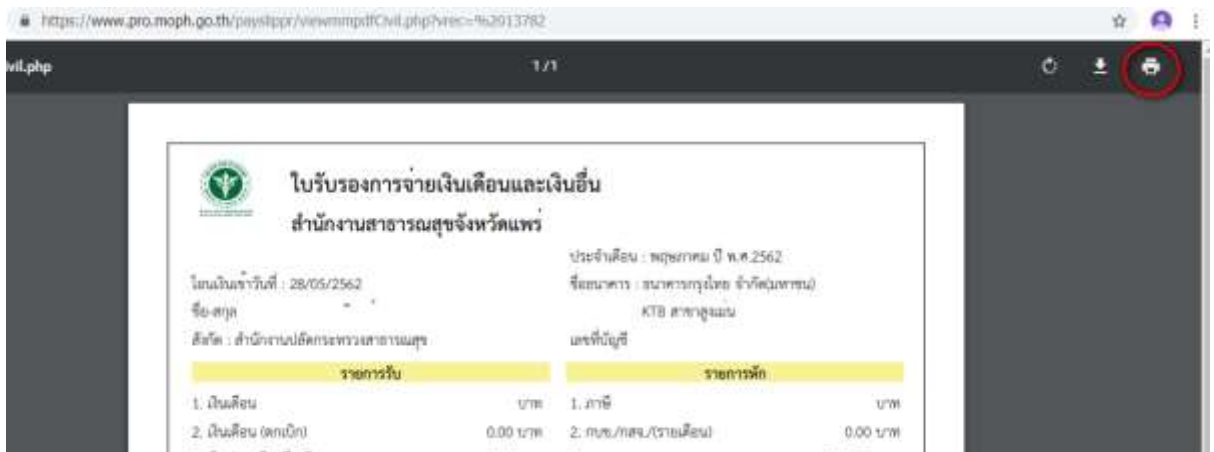 https://www.pro.moph.go.th/payslippr/viewmmpdfCivil.php?vrec=%2013782
ivil.php
1/1
ใบรับรองการจ่ายเงินเดือนและเงินอื่น
สำนักงานสาธารณสุขจังหวัดแพร่
ประจำเดือน : พฤษภาคม ปี พ.ศ.2562
โอนเงินเข้าวันที่ : 28/05/2562
ชื่อธนาคาร : ธนาคารกรุงไทย จำกัด(มหาชน)
ชื่อ-สกุล
KTB สาขาสูงเม่น
สังกัด : สำนักงานปลัดกระทรวงสาธารณสุข
เลขที่บัญชี
รายการรับ
รายการหัก
1. เงินเดือน บาท
1. ภาษี บาท
2. เงินเดือน (ตกเบิก) 0.00 บาท
2. กบข./กสจ./(รายเดือน) 0.00 บาท